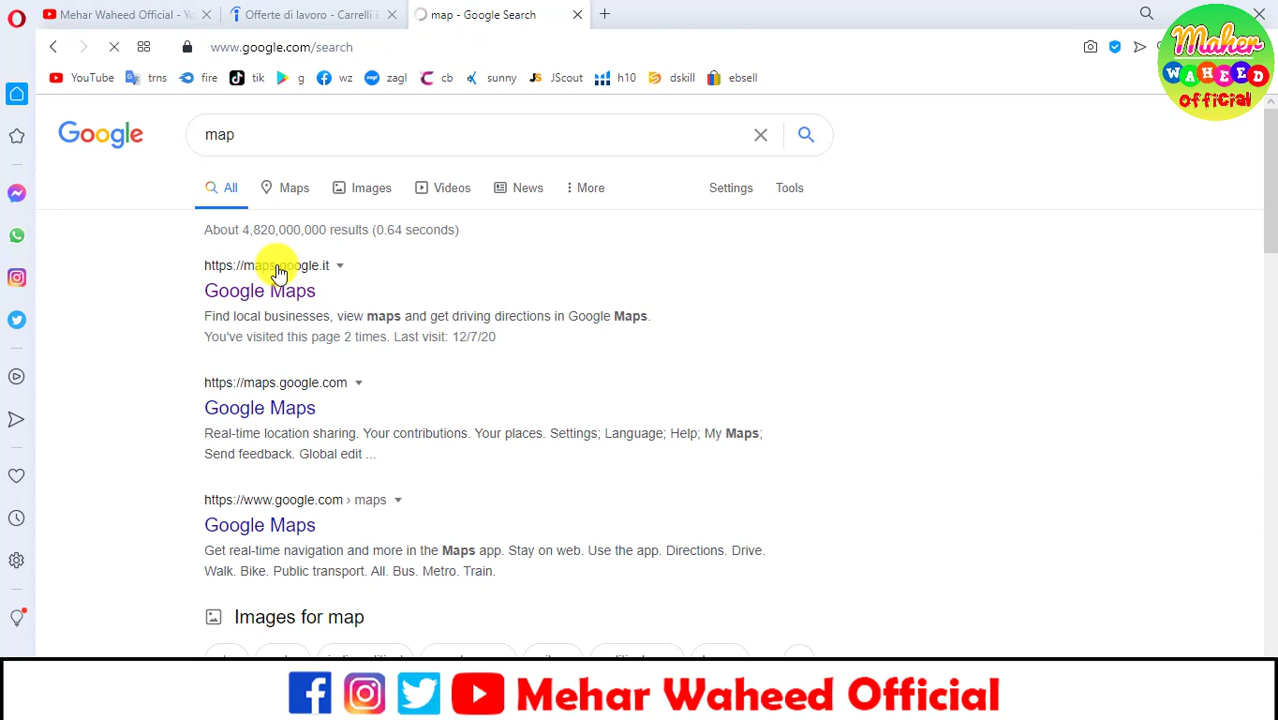 Mehar Waheed Official - Yo
Offerte di lavoro - Carrelli E
map - Google Search
www.google.com/search
YouTube
trns
fire
tik
g
wz
zagl
cb
sunny
JScout
h10
dskill
ebsell
Maher
WAHEED
official
Google
map
All
Maps
Images
Videos
News
More
Settings
Tools
About 4,820,000,000 results (0.64 seconds)
https://maps.google.it
Google Maps
Find local businesses, view maps and get driving directions in Google Maps.
You've visited this page 2 times. Last visit: 12/7/20
https://maps.google.com
Google Maps
Real-time location sharing. Your contributions. Your places. Settings; Language; Help; My Maps;
Send feedback. Global edit ...
https://www.google.com › maps
Google Maps
Get real-time navigation and more in the Maps app. Stay on web. Use the app. Directions. Drive.
Walk. Bike. Public transport. All. Bus. Metro. Train.
Images for map
Mehar Waheed Official